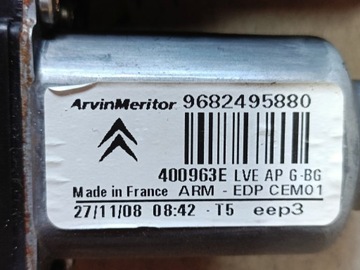 ArvinMeritor 9682495880
400963E LVE AP G-BG
Made in France ARM - EDP CEM01
27/11/08 08:42 - T5 eep3